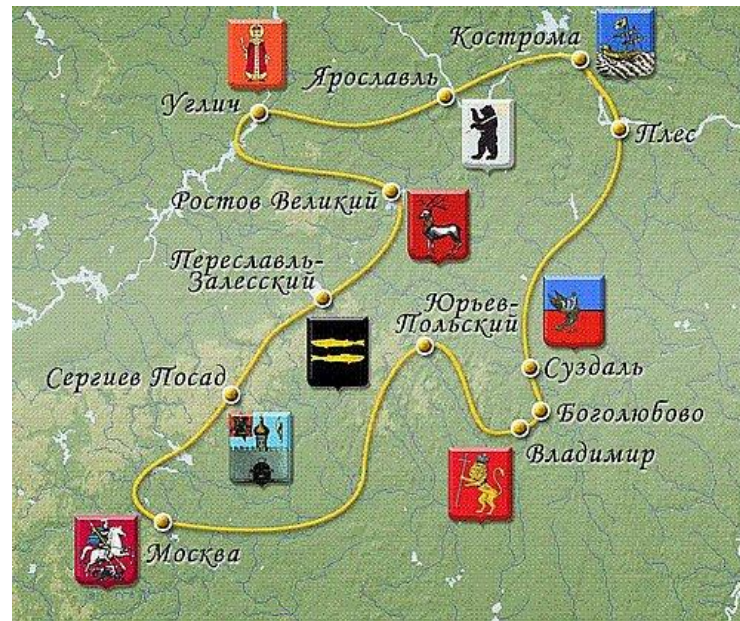 Кострома
Ярославль
Углич
Плес
Ростов Великий
Переславль-
Залесский
Юрьев-
Польский
Сергиев Посад
Суздаль
Боголюбово
Владимир
Москва